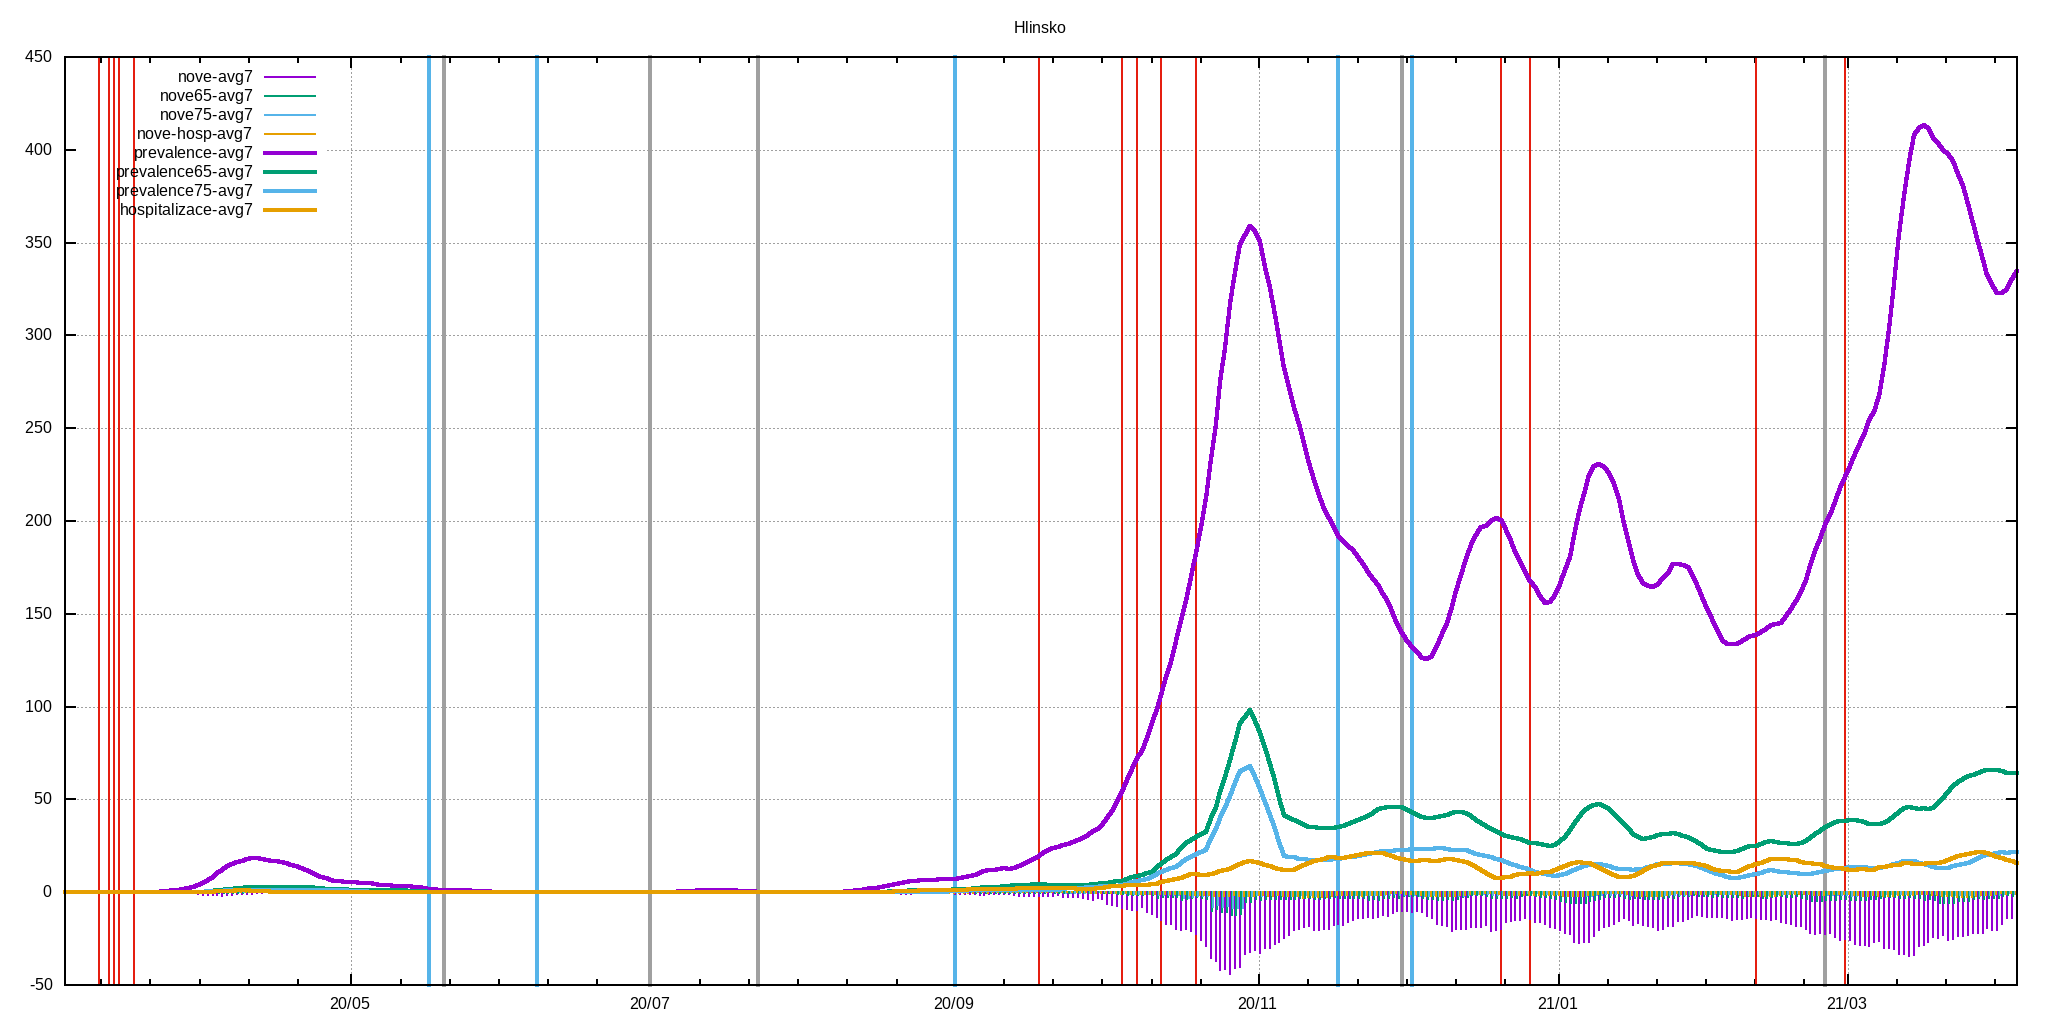 Hlinsko
450
400
350
300
250
200
150
100
50
0
-50
nove-avg7
nove65-avg7
nove75-avg7
nove-hosp-avg7
prevalence-avg7
prevalence65-avg7
prevalence75-avg7
hospitalizace-avg7
20/05 20/07 20/09 20/11 21/01 21/03